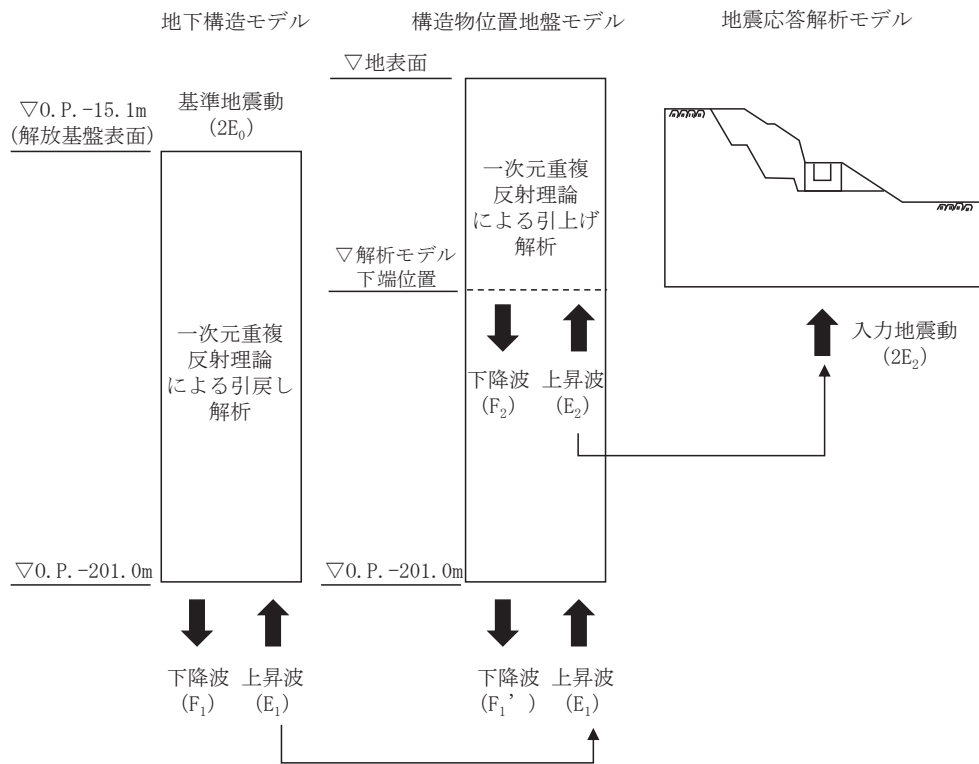 地下構造モデル
▽O.P.-15.1m
(解放基盤表面)
基準地震動
(2E₀)
一次元重複
反射理論
による引戻し
解析
▽O.P.-201.0m
下降波
(F₁)
上昇波
(E₁)
構造物位置地盤モデル
▽地表面
一次元重複
反射理論
による引上げ
解析
▽解析モデル
下端位置
下降波
(F₂)
上昇波
(E₂)
▽O.P.-201.0m
下降波
(F₁’)
上昇波
(E₁)
地震応答解析モデル
入力地震動
(2E₂)